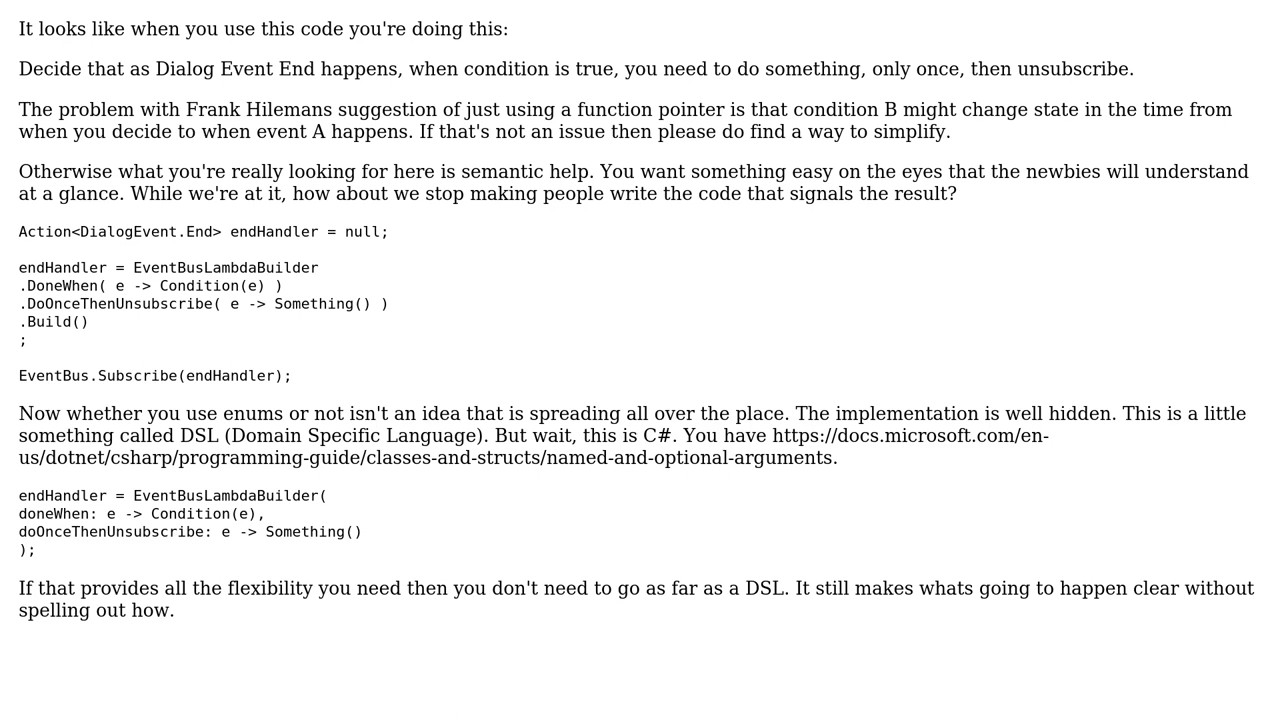 It looks like when you use this code you're doing this:
Decide that as Dialog Event End happens, when condition is true, you need to do something, only once, then unsubscribe.
The problem with Frank Hilemans suggestion of just using a function pointer is that condition B might change state in the time from
when you decide to when event A happens. If that's not an issue then please do find a way to simplify.
Otherwise what you're really looking for here is semantic help. You want something easy on the eyes that the newbies will understand
at a glance. While we're at it, how about we stop making people write the code that signals the result?
Action<DialogEvent.End> endHandler = null;
endHandler = EventBusLambdaBuilder
.DoneWhen( e -> Condition(e) )
.DoOnceThenUnsubscribe( e -> Something() )
.Build()
;
EventBus.Subscribe(endHandler);
Now whether you use enums or not isn't an idea that is spreading all over the place. The implementation is well hidden. This is a little
something called DSL (Domain Specific Language). But wait, this is C#. You have https://docs.microsoft.com/en-
us/dotnet/csharp/programming-guide/classes-and-structs/named-and-optional-arguments.
endHandler = EventBusLambdaBuilder(
doneWhen: e -> Condition(e),
doOnceThenUnsubscribe: e -> Something()
);
If that provides all the flexibility you need then you don't need to go as far as a DSL. It still makes whats going to happen clear without
spelling out how.